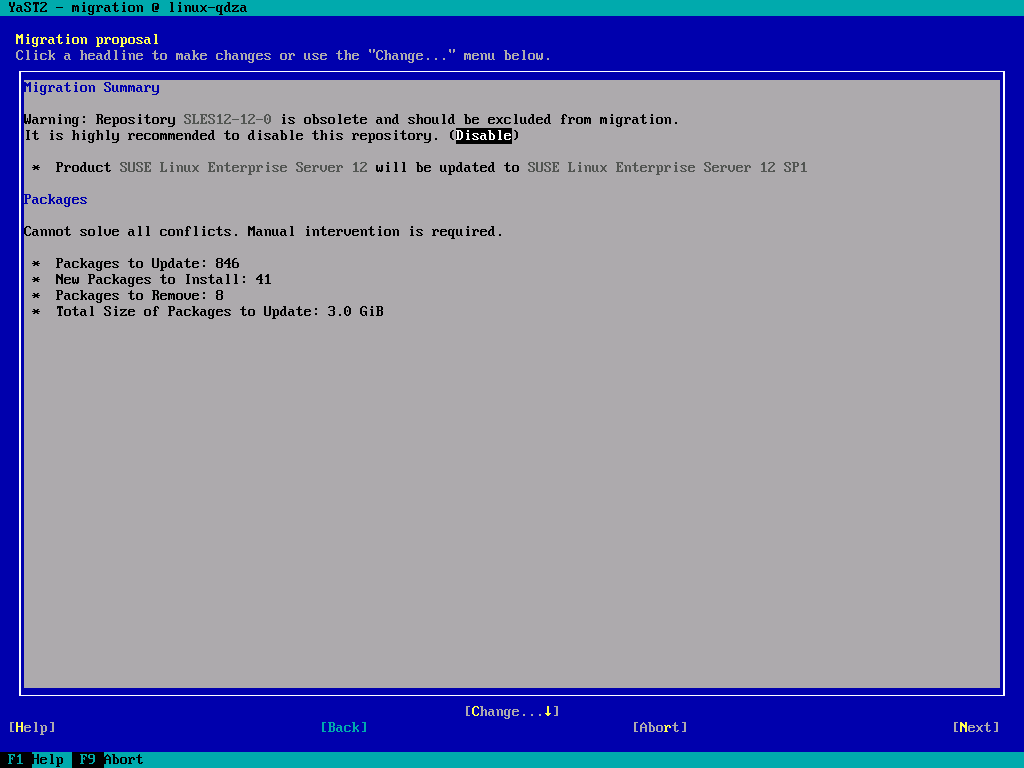 YaST2 - migration @ linux-qdza
Migration proposal
Click a headline to make changes or use the "Change..." menu below.
Migration Summary
Warning: Repository SLES12-12-0 is obsolete and should be excluded from migration.
It is highly recommended to disable this repository. (Disable)
* Product SUSE Linux Enterprise Server 12 will be updated to SUSE Linux Enterprise Server 12 SP1
Packages
Cannot solve all conflicts. Manual intervention is required.
* Packages to Update: 846
* New Packages to Install: 41
* Packages to Remove: 8
* Total Size of Packages to Update: 3.0 GiB
[Change...↓]
[Help] [Back] [Abort] [Next]
F1 Help F9 Abort